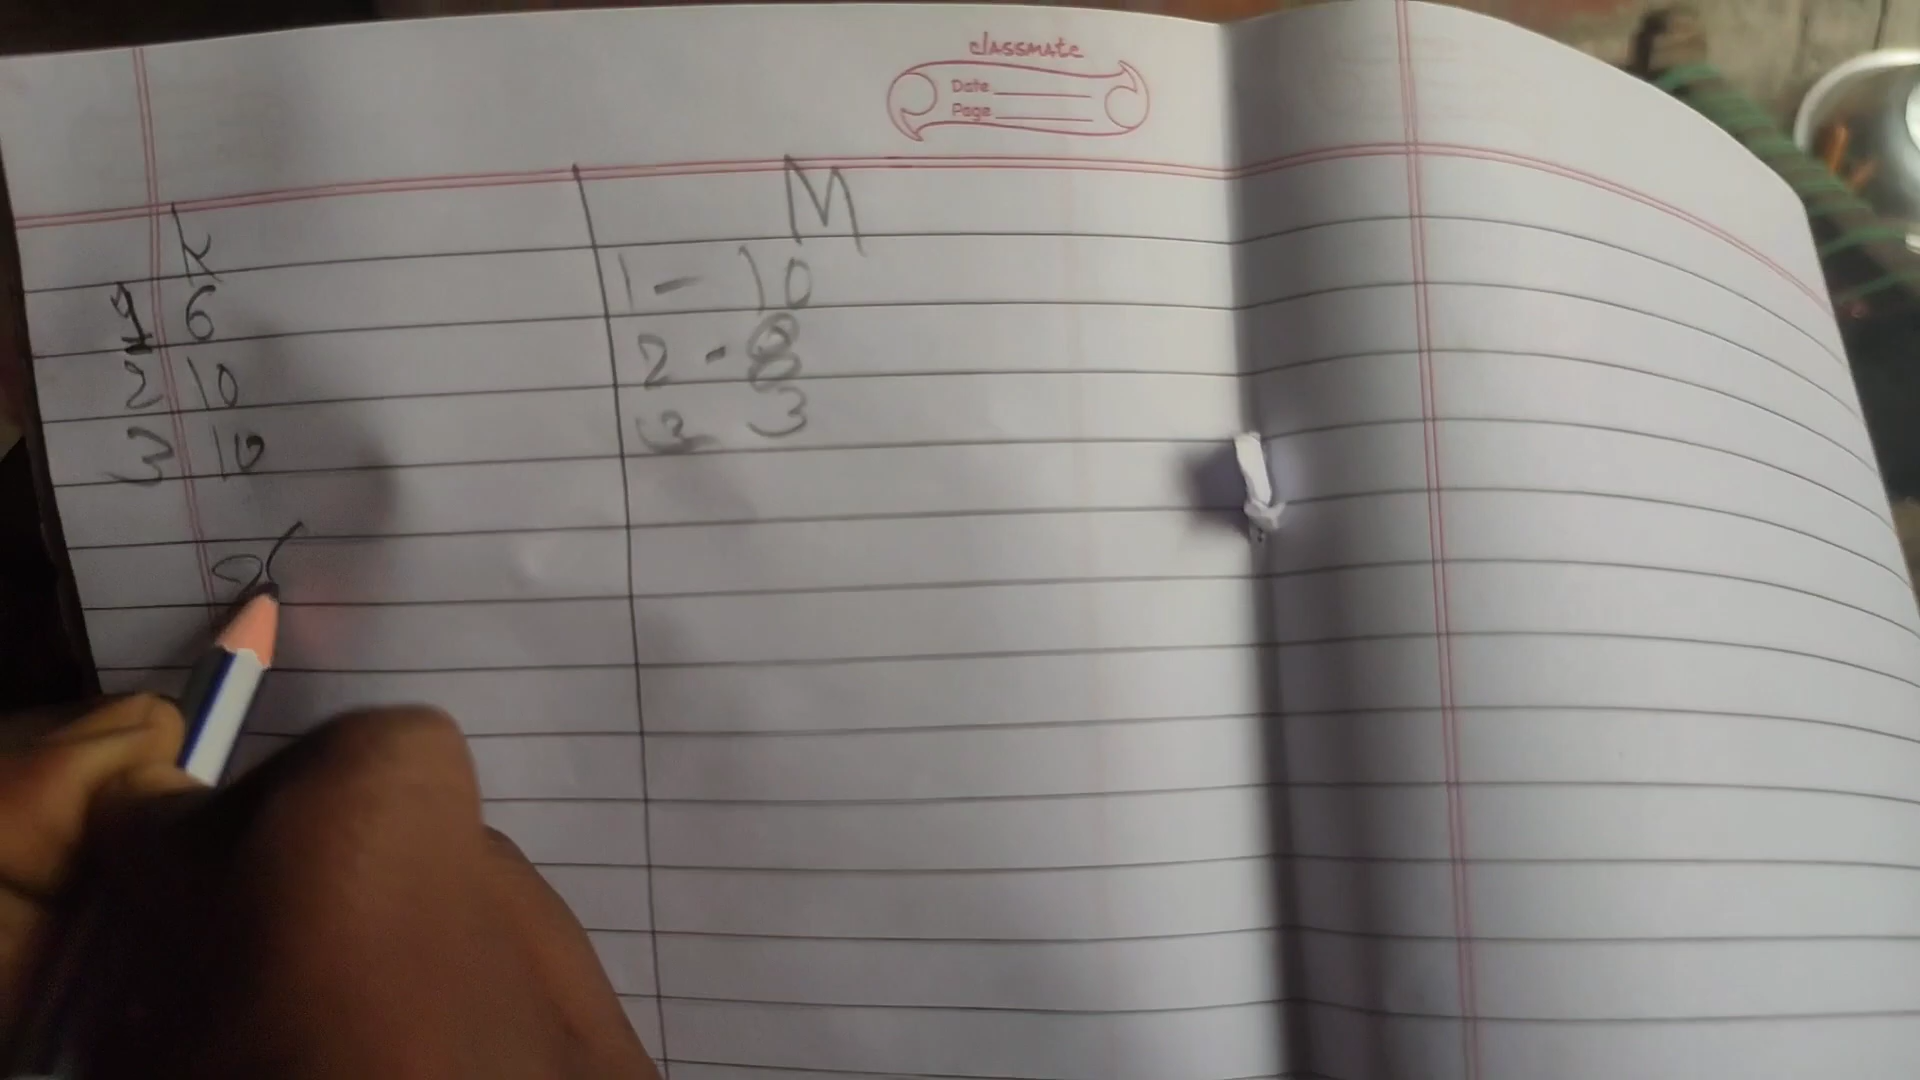 classmate
Date
Page
K M
1 6 1 - 10
2 10 2 - 8
3 10 3 3